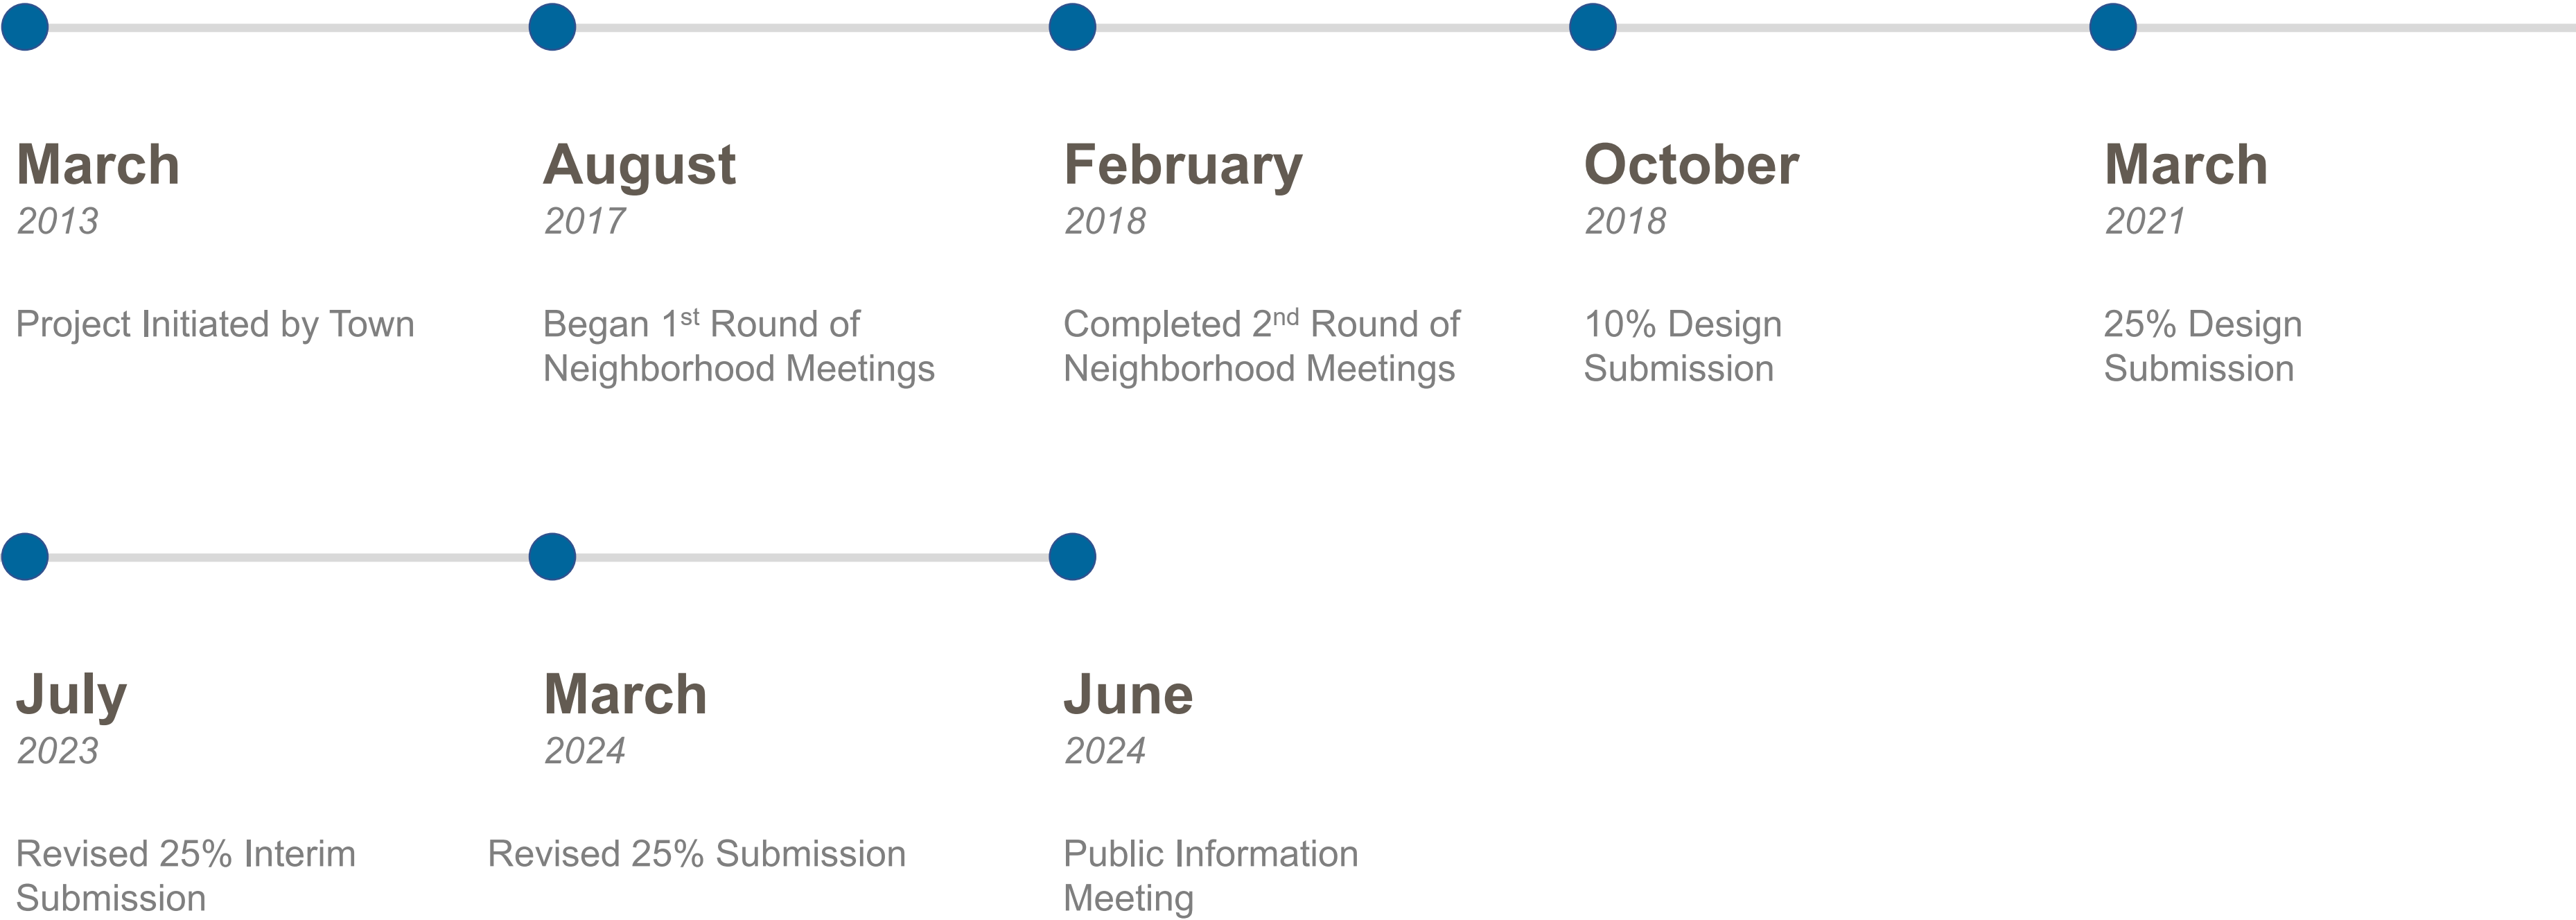 March
2013
Project Initiated by Town
August
2017
Began 1st Round of
Neighborhood Meetings
February
2018
Completed 2nd Round of
Neighborhood Meetings
October
2018
10% Design
Submission
March
2021
25% Design
Submission
July
2023
Revised 25% Interim
Submission
March
2024
Revised 25% Submission
June
2024
Public Information
Meeting